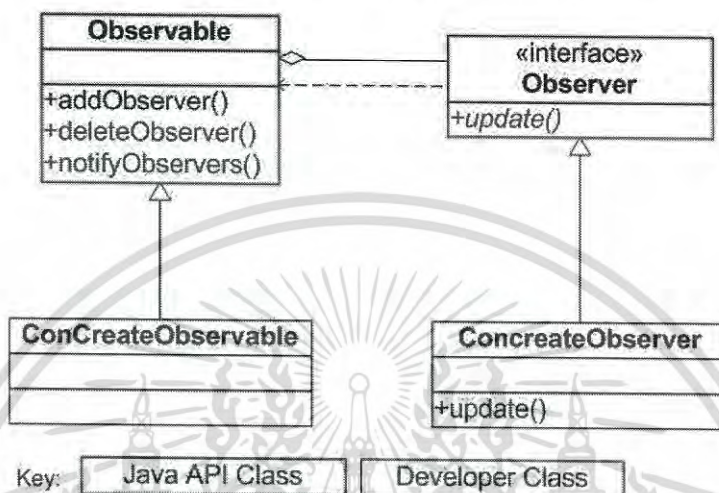 Observable
+addObserver()
+deleteObserver()
+notifyObservers()
«interface»
Observer
+update()
ConCreateObservable
ConcreateObserver
+update()
Key:
Java API Class
Developer Class